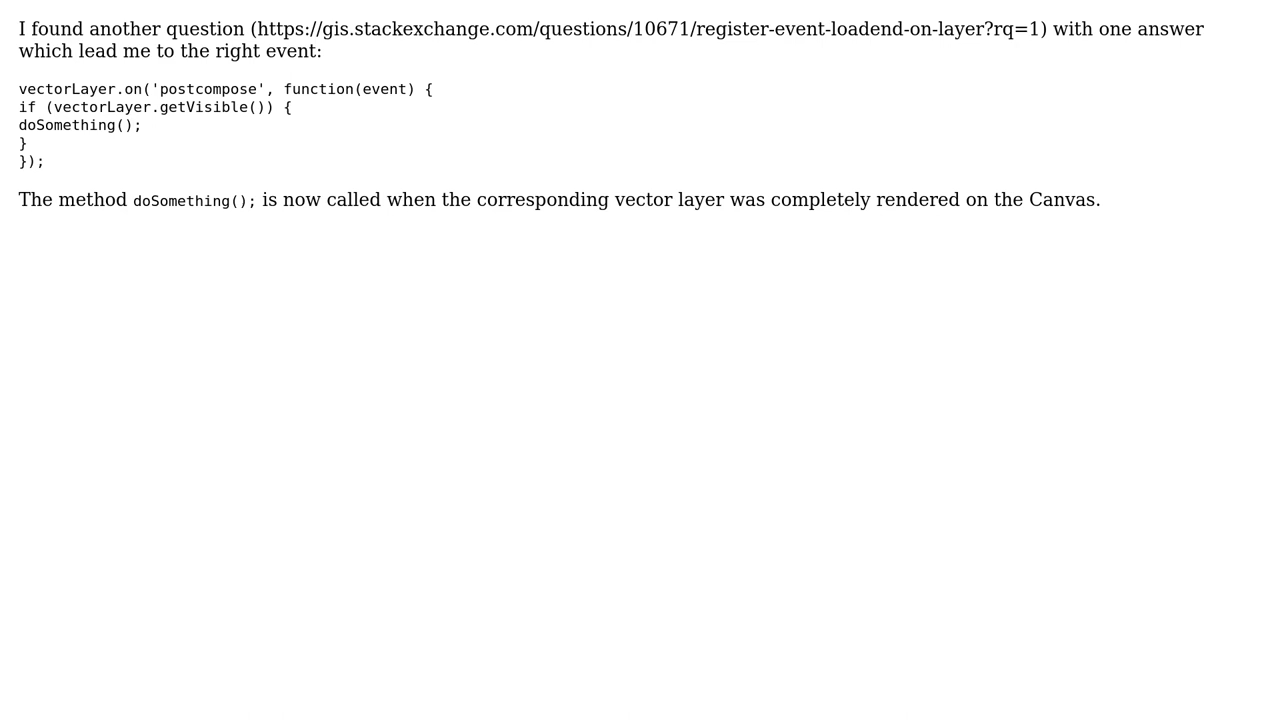 I found another question (https://gis.stackexchange.com/questions/10671/register-event-loadend-on-layer?rq=1) with one answer
which lead me to the right event:
vectorLayer.on('postcompose', function(event) {
if (vectorLayer.getVisible()) {
doSomething();
}
});
The method doSomething(); is now called when the corresponding vector layer was completely rendered on the Canvas.